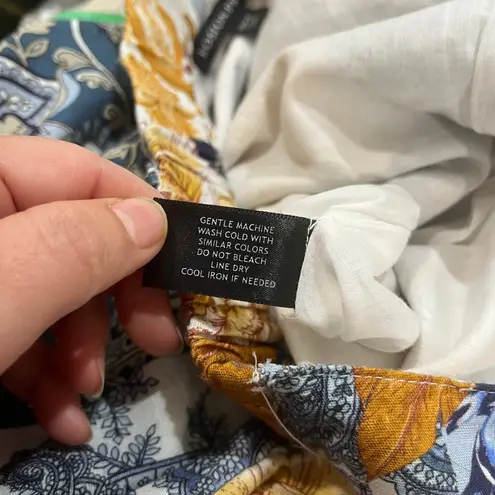 GENTLE MACHINE
WASH COLD WITH
SIMILAR COLORS
DO NOT BLEACH
LINE DRY
COOL IRON IF NEEDED